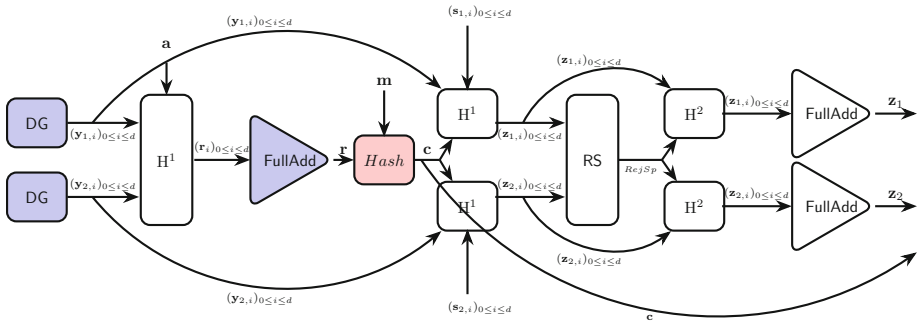 (y₁,ᵢ)₀≤ᵢ≤d
(s₁,ᵢ)₀≤ᵢ≤d
a
(z₁,ᵢ)₀≤ᵢ≤d
m
DG
(y₁,ᵢ)₀≤ᵢ≤d
H¹
(z₁,ᵢ)₀≤ᵢ≤d
H²
(z₁,ᵢ)₀≤ᵢ≤d
FullAdd
z₁
H¹
(rᵢ)₀≤ᵢ≤d
FullAdd
r
Hash
c
RS
RejSp
DG
(y₂,ᵢ)₀≤ᵢ≤d
H¹
(z₂,ᵢ)₀≤ᵢ≤d
H²
(z₂,ᵢ)₀≤ᵢ≤d
FullAdd
z₂
(z₂,ᵢ)₀≤ᵢ≤d
(y₂,ᵢ)₀≤ᵢ≤d
(s₂,ᵢ)₀≤ᵢ≤d
c